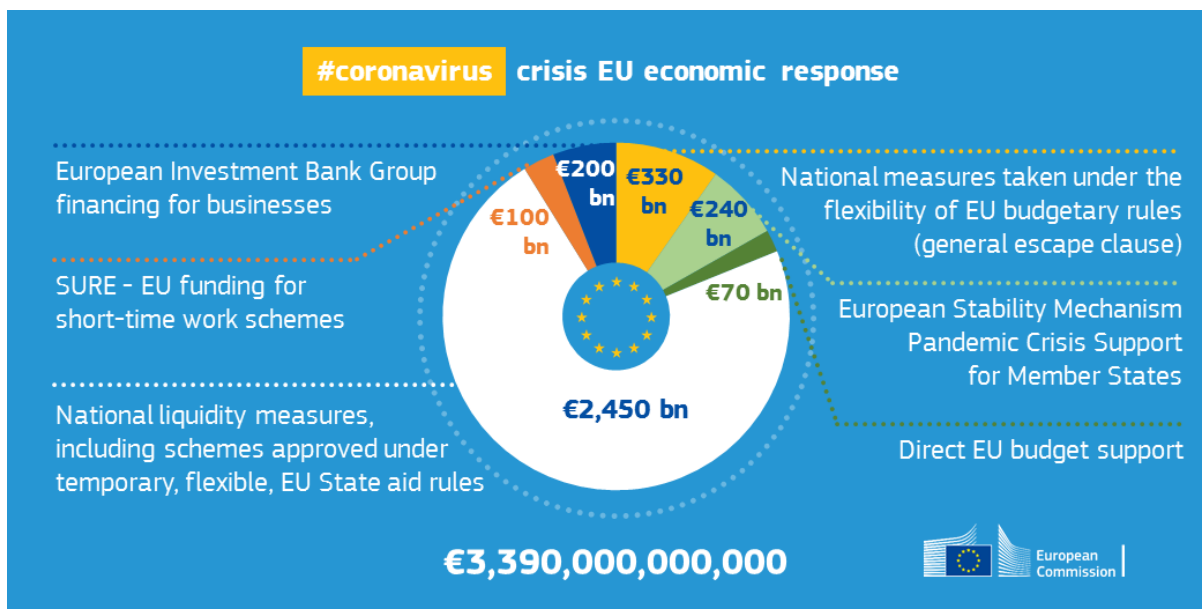 #coronavirus crisis EU economic response
European Investment Bank Group
financing for businesses
SURE - EU funding for
short-time work schemes
National liquidity measures,
including schemes approved under
temporary, flexible, EU State aid rules
€200
bn
€330
bn
€240
bn
€100
bn
€70 bn
€2,450 bn
National measures taken under the
flexibility of EU budgetary rules
(general escape clause)
European Stability Mechanism
Pandemic Crisis Support
for Member States
Direct EU budget support
€3,390,000,000,000
European
Commission